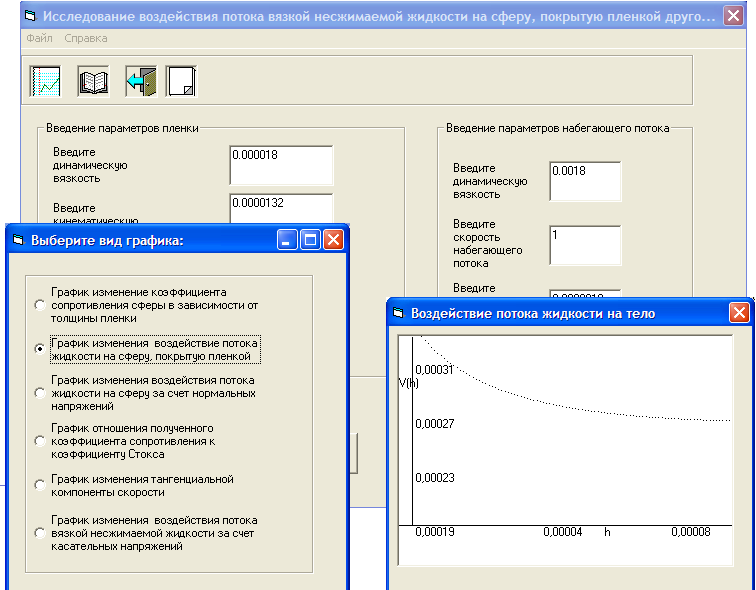 Исследование воздействия потока вязкой несжимаемой жидкости на сферу, покрытую пленкой друго...
Файл Справка
Введение параметров пленки
Введите
динамическую
вязкость
0.000018
Введите
кинематическую
0.0000132
Введение параметров набегающего потока
Введите
динамическую
вязкость
0.0018
Введите
скорость
набегающего
потока
1
Введите
Выберите вид графика:
График изменение коэффициента
сопротивления сферы в зависимости от
толщины пленки
График изменения воздействие потока
жидкости на сферу, покрытую пленкой
График изменения воздействия потока
жидкости на сферу за счет нормальных
напряжений
График отношения полученного
коэффициента сопротивления к
коэффициенту Стокса
График изменения тангенциальной
компоненты скорости
График изменения воздействия потока
вязкой несжимаемой жидкости за счет
касательных напряжений
Воздействие потока жидкости на тело
0,00031
V(h)
0,00027
0,00023
0,00019 0,00004 h 0,00008